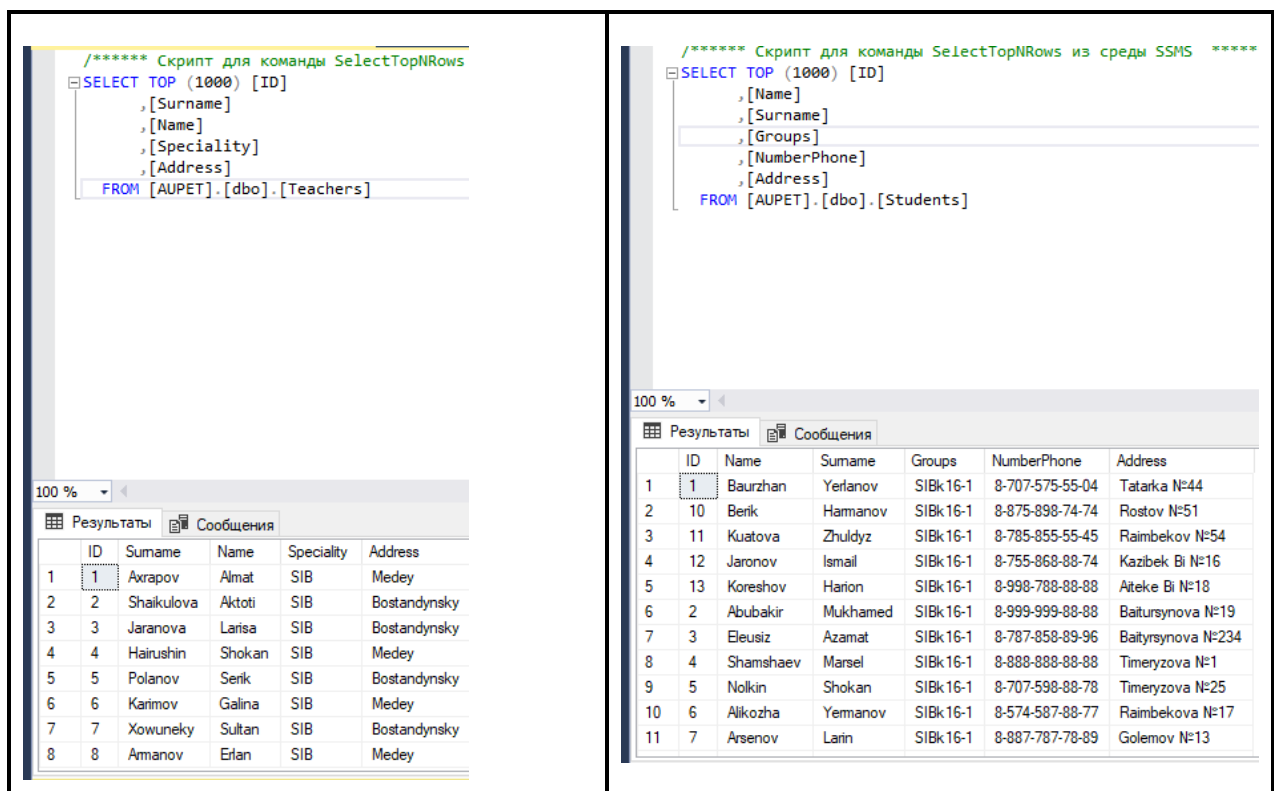 /****** Скрипт для команды SelectTopNRows
SELECT TOP (1000) [ID]
,[Surname]
,[Name]
,[Speciality]
,[Address]
FROM [AUPET].[dbo].[Teachers]
100 %
Результаты Сообщения
ID Surname Name Speciality Address
1 1 Axrapov Almat SIB Medey
2 2 Shaikulova Aktoti SIB Bostandynsky
3 3 Jaranova Larisa SIB Bostandynsky
4 4 Hairushin Shokan SIB Medey
5 5 Polanov Serik SIB Bostandynsky
6 6 Karimov Galina SIB Medey
7 7 Xowuneky Sultan SIB Bostandynsky
8 8 Armanov Erlan SIB Medey
/****** Скрипт для команды SelectTopNRows из среды SSMS *****
SELECT TOP (1000) [ID]
,[Name]
,[Surname]
,[Groups]
,[NumberPhone]
,[Address]
FROM [AUPET].[dbo].[Students]
100 %
Результаты Сообщения
ID Name Surname Groups NumberPhone Address
1 1 Baurzhan Yerlanov SIBk16-1 8-707-575-55-04 Tatarka №44
2 10 Berik Harmanov SIBk16-1 8-875-898-74-74 Rostov №51
3 11 Kuatova Zhuldyz SIBk16-1 8-785-855-55-45 Raimbekov №54
4 12 Jaronov Ismail SIBk16-1 8-755-868-88-74 Kazibek Bi №16
5 13 Koreshov Harion SIBk16-1 8-998-788-88-88 Aiteke Bi №18
6 2 Abubakir Mukhamed SIBk16-1 8-999-999-88-88 Baitursynova №19
7 3 Eleusiz Azamat SIBk16-1 8-787-858-89-96 Baityrsynova №234
8 4 Shamshaev Marsel SIBk16-1 8-888-888-88-88 Timeryzova №1
9 5 Nolkin Shokan SIBk16-1 8-707-598-88-78 Timeryzova №25
10 6 Alikozha Yermanov SIBk16-1 8-574-587-88-77 Raimbekova №17
11 7 Arsenov Larin SIBk16-1 8-887-787-78-89 Golemov №13